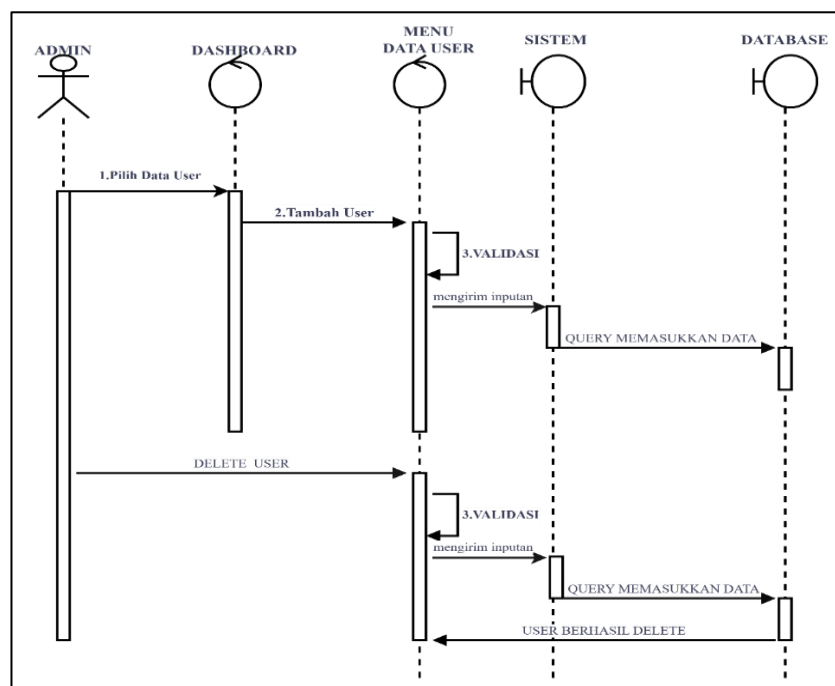 ADMIN
DASHBOARD
MENU
DATA USER
SISTEM
DATABASE
1.Pilih Data User
2.Tambah User
3.VALIDASI
mengirim inputan
QUERY MEMASUKKAN DATA
DELETE USER
3.VALIDASI
mengirim inputan
QUERY MEMASUKKAN DATA
USER BERHASIL DELETE